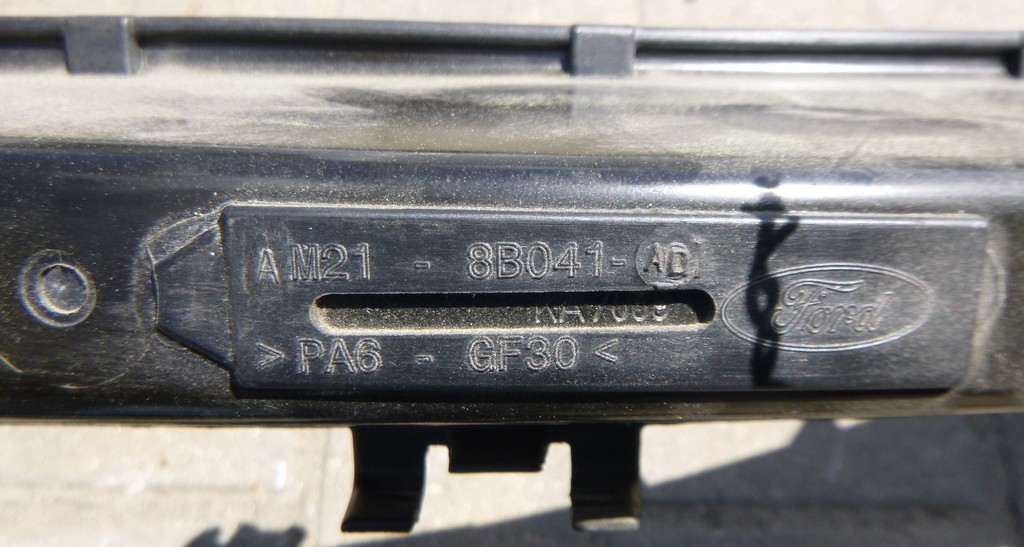 AM21 - 8B041-AD
Ford
>PA6 - GF30<